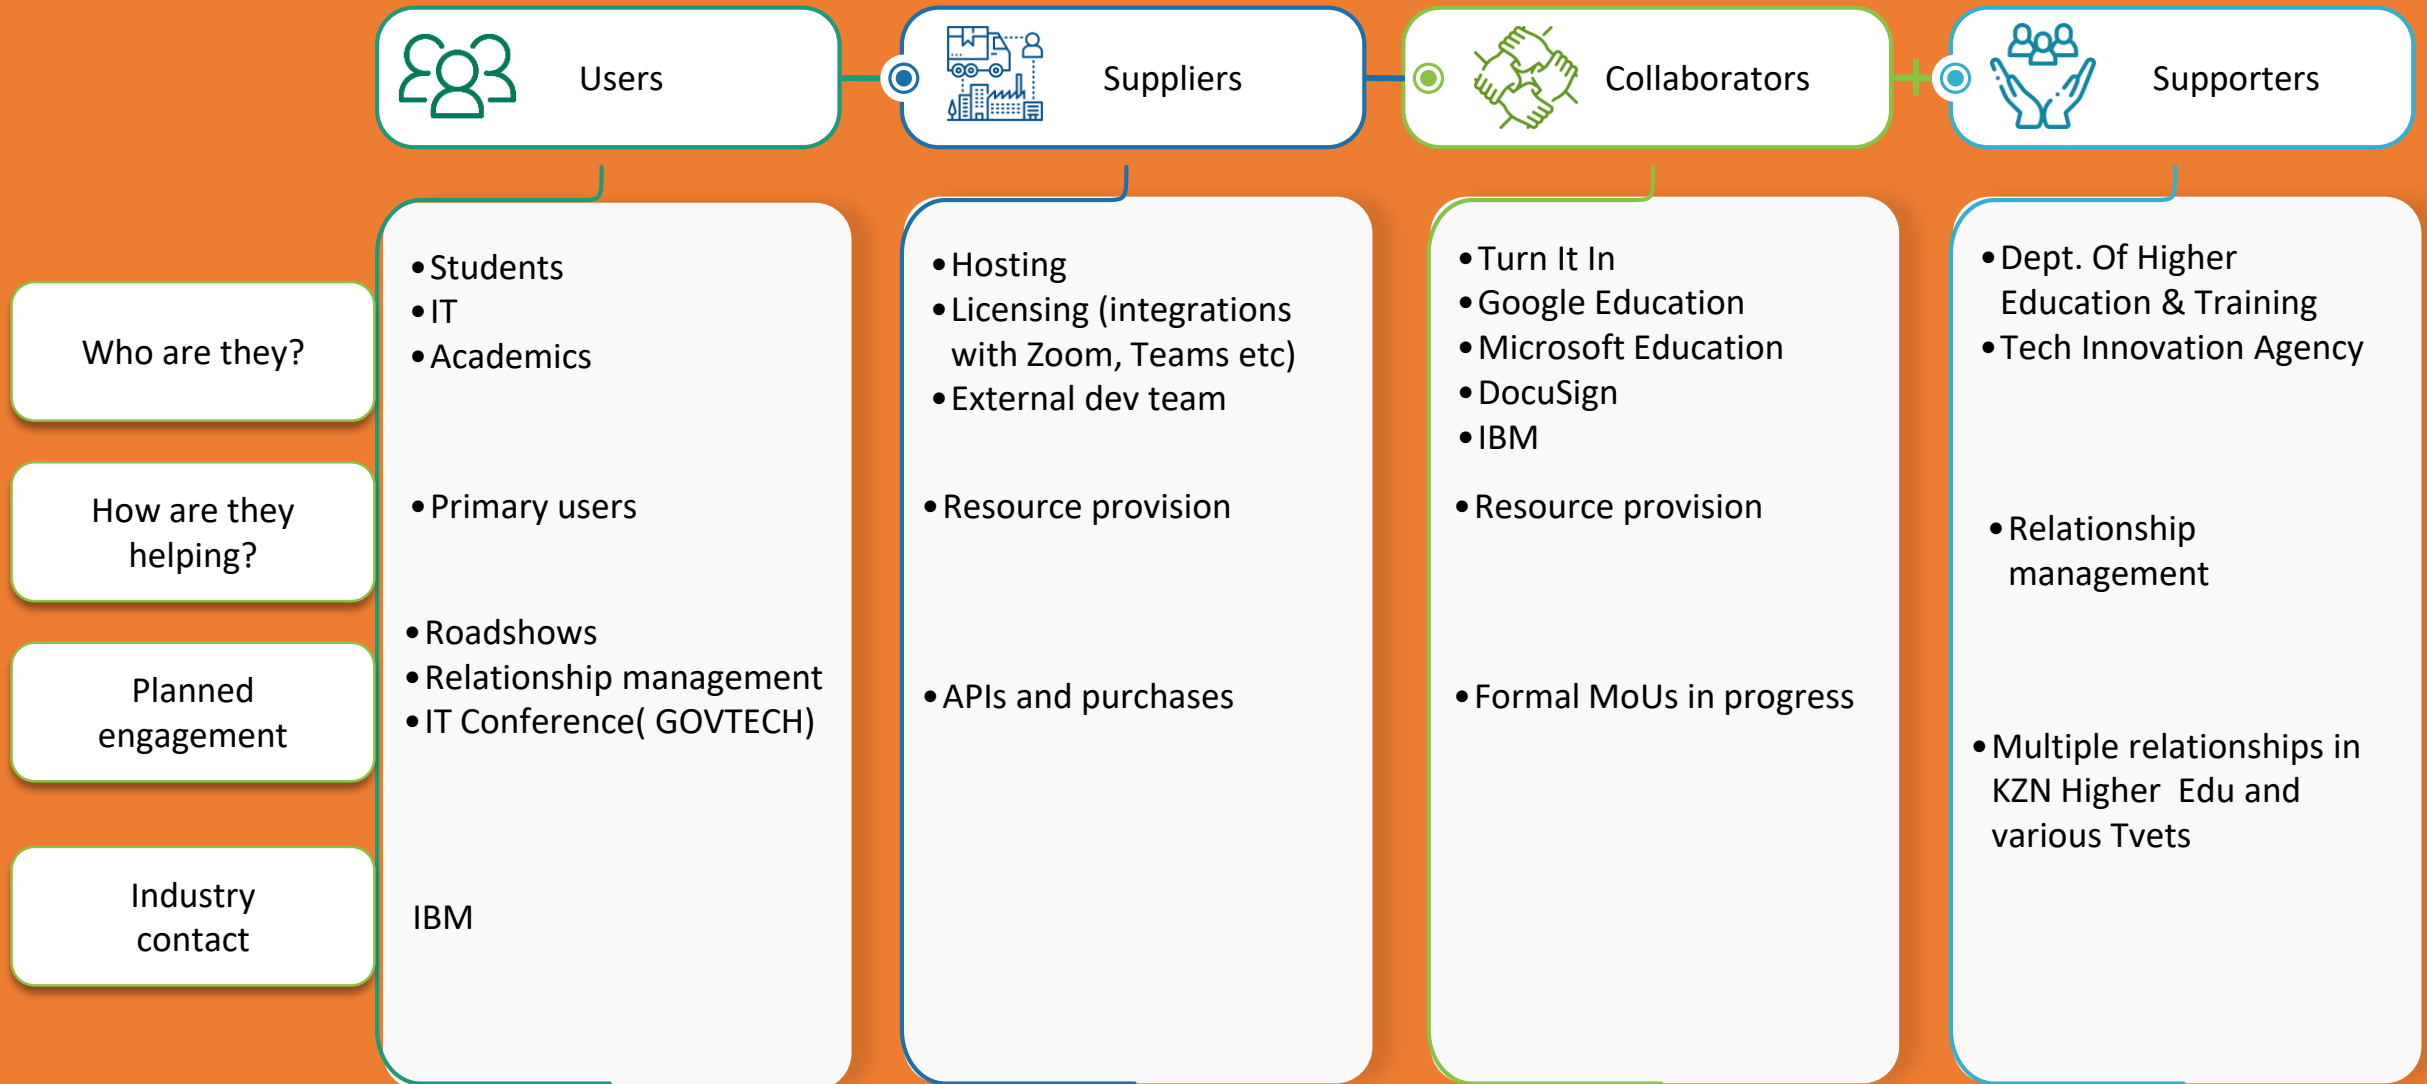 Users
Suppliers
Collaborators
Supporters
Who are they?
•Students
•IT
•Academics
•Hosting
•Licensing (integrations
with Zoom, Teams etc)
•External dev team
•Turn It In
•Google Education
•Microsoft Education
•DocuSign
•IBM
•Dept. Of Higher
Education & Training
•Tech Innovation Agency
How are they
helping?
•Primary users
•Resource provision
•Resource provision
•Relationship
management
Planned
engagement
•Roadshows
•Relationship management
•IT Conference( GOVTECH)
•APIs and purchases
•Formal MoUs in progress
•Multiple relationships in
KZN Higher  Edu and
various Tvets
Industry
contact
IBM